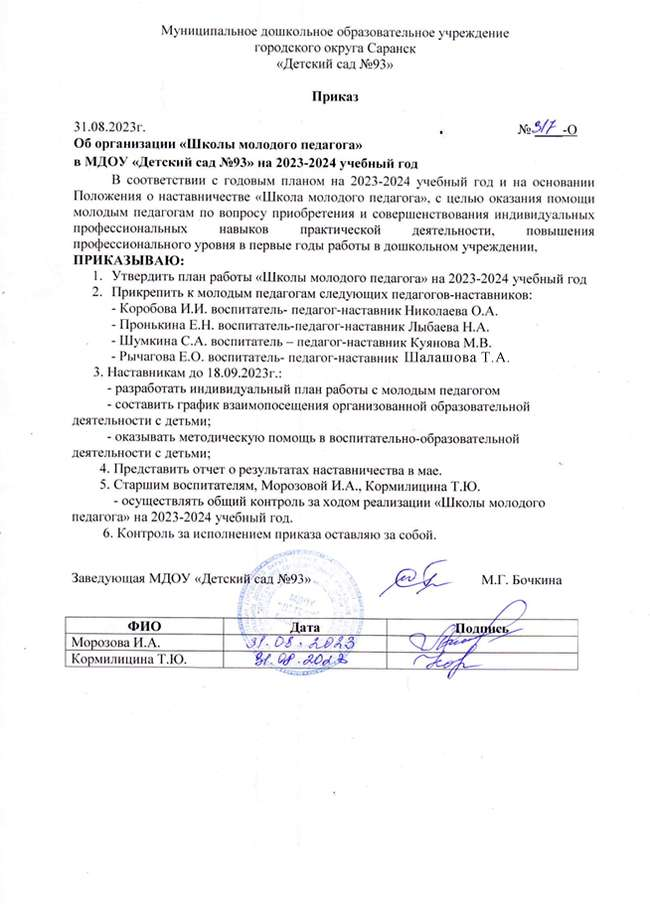 Муниципальное дошкольное образовательное учреждение
городского округа Саранск
«Детский сад №93»
Приказ
31.08.2023г. №317-О
Об организации «Школы молодого педагога»
в МДОУ «Детский сад №93» на 2023-2024 учебный год
В соответствии с годовым планом на 2023-2024 учебный год и на основании
Положения о наставничестве «Школа молодого педагога», с целью оказания помощи
молодым педагогам по вопросу приобретения и совершенствования индивидуальных
профессиональных навыков практической деятельности, повышения
профессионального уровня в первые годы работы в дошкольном учреждении,
ПРИКАЗЫВАЮ:
1. Утвердить план работы «Школы молодого педагога» на 2023-2024 учебный год
2. Прикрепить к молодым педагогам следующих педагогов-наставников:
- Коробова И.И. воспитатель- педагог-наставник Николаева О.А.
- Пронькина Е.Н. воспитатель-педагог-наставник Лыбаева Н.А.
- Шумкина С.А. воспитатель – педагог-наставник Куянова М.В.
- Рычагова Е.О. воспитатель- педагог-наставник Шалашова Т.А.
3. Наставникам до 18.09.2023г.:
- разработать индивидуальный план работы с молодым педагогом
- составить график взаимопосещения организованной образовательной
деятельности с детьми;
- оказывать методическую помощь в воспитательно-образовательной
деятельности с детьми;
4. Представить отчет о результатах наставничества в мае.
5. Старшим воспитателям, Морозовой И.А., Кормилицина Т.Ю.
- осуществлять общий контроль за ходом реализации «Школы молодого
педагога» на 2023-2024 учебный год.
6. Контроль за исполнением приказа оставляю за собой.
Заведующая МДОУ «Детский сад №93» М.Г. Бочкина
ФИО Дата Подпись
Морозова И.А. 31.08.2023
Кормилицина Т.Ю. 31.08.2023